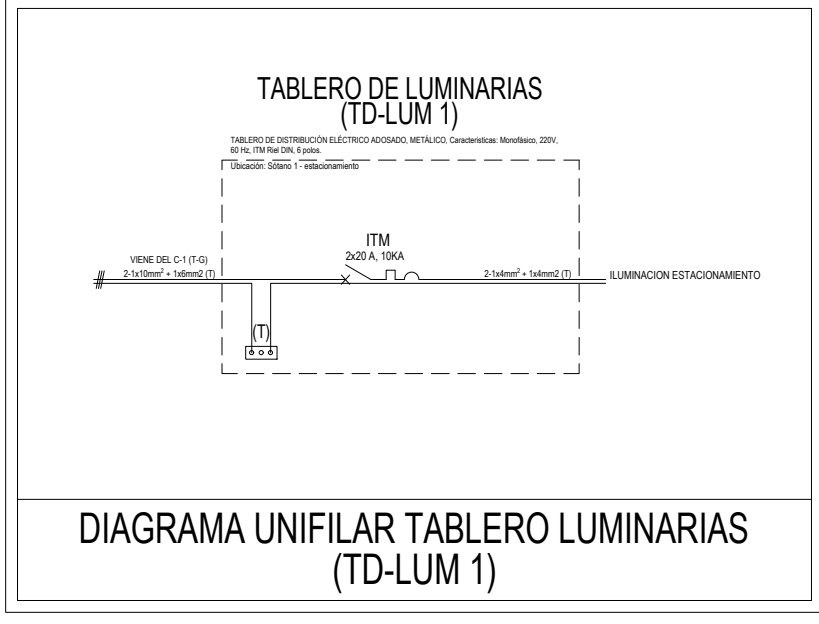 TABLERO DE LUMINARIAS
(TD-LUM 1)
TABLERO DE DISTRIBUCIÓN ELÉCTRICO ADOSADO, METÁLICO, Caracteristicas: Monofásico, 220V,
60 Hz, ITM Riel DIN, 6 polos.
Ubicación: Sótano 1 - estacionamiento
ITM
2x20 A, 10KA
VIENE DEL C-1 (T-G)
2-1x10mm² + 1x6mm2 (T)
2-1x4mm² + 1x4mm2 (T)
ILUMINACION ESTACIONAMIENTO
(T)
DIAGRAMA UNIFILAR TABLERO LUMINARIAS
(TD-LUM 1)